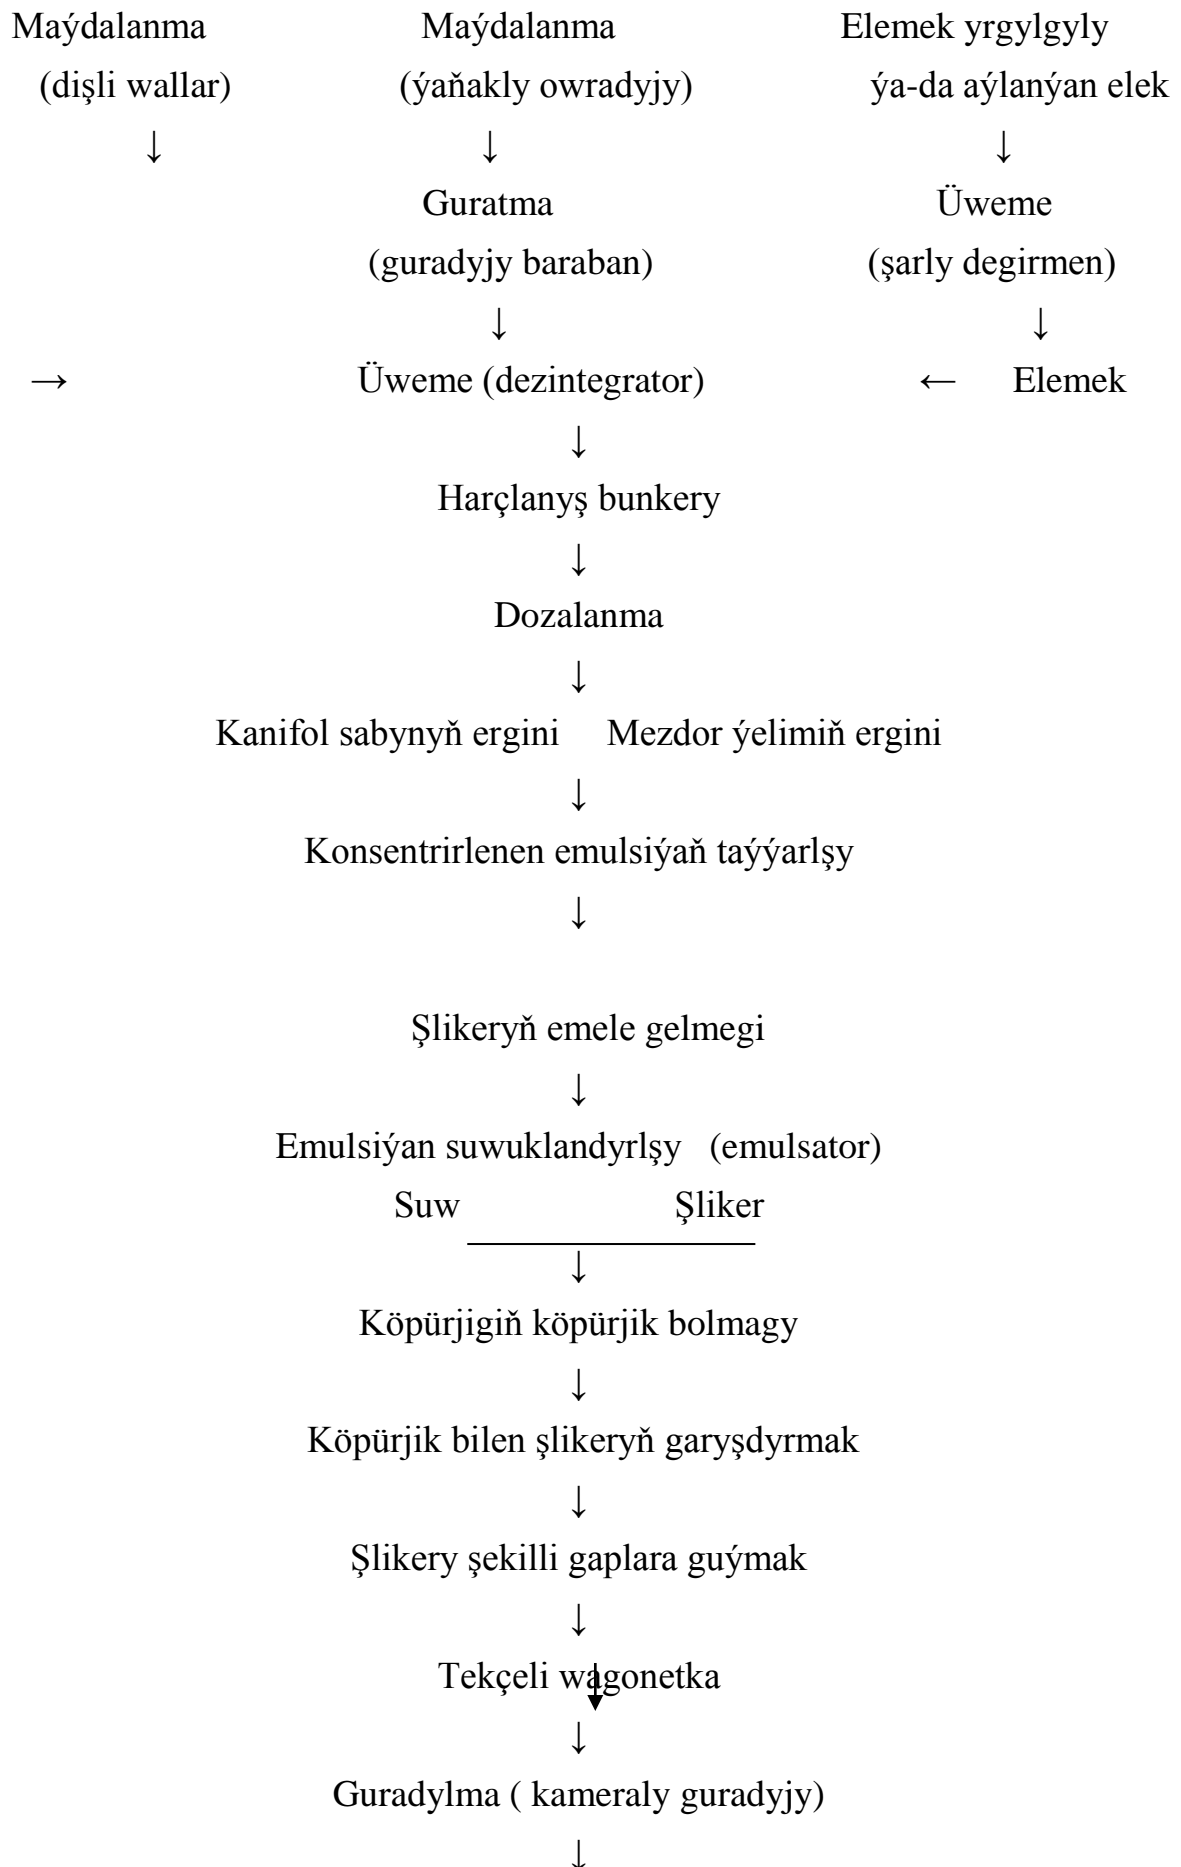 Maýdalanma Maýdalanma Elemek yrgylgyly
(dişli wallar) (ýaňakly owradyjy) ýa-da aýlanýan elek
↓ ↓ ↓
Guratma Üweme
(guradyjy baraban) (şarly degirmen)
↓ ↓
→ Üweme (dezintegrator) ← Elemek
↓
Harçlanyş bunkery
↓
Dozalanma
↓
Kanifol sabynyň ergini Mezdor ýelimiň ergini
↓
Konsentrirlenen emulsiýaň taýýarlşy
↓
Şlikeryň emele gelmegi
↓
Emulsiýan suwuklandyrlşy (emulsator)
Suw Şliker
↓
Köpürjigiň köpürjik bolmagy
↓
Köpürjik bilen şlikeryň garyşdyrmak
↓
Şlikery şekilli gaplara guýmak
↓
Tekçeli wagonetka
↓
Guradylma ( kameraly guradyjy)
↓